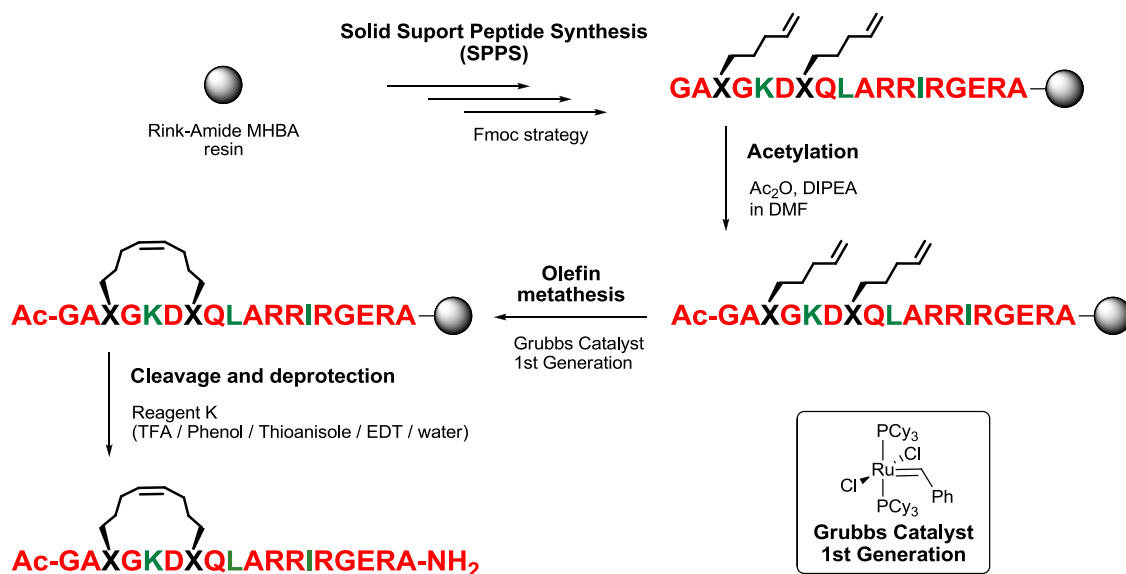 Solid Suport Peptide Synthesis
(SPPS)
Rink-Amide MHBA
resin
Fmoc strategy
GAXGKDXQLARRIRGERA
Acetylation
Ac₂O, DIPEA
in DMF
Ac-GAXGKDXQLARRIRGERA
Olefin
metathesis
Grubbs Catalyst
1st Generation
Ac-GAXGKDXQLARRIRGERA
Cleavage and deprotection
Reagent K
(TFA / Phenol / Thioanisole / EDT / water)
Ac-GAXGKDXQLARRIRGERA-NH₂
PCy₃
Cl
Ru
Cl
Ph
PCy₃
Grubbs Catalyst
1st Generation